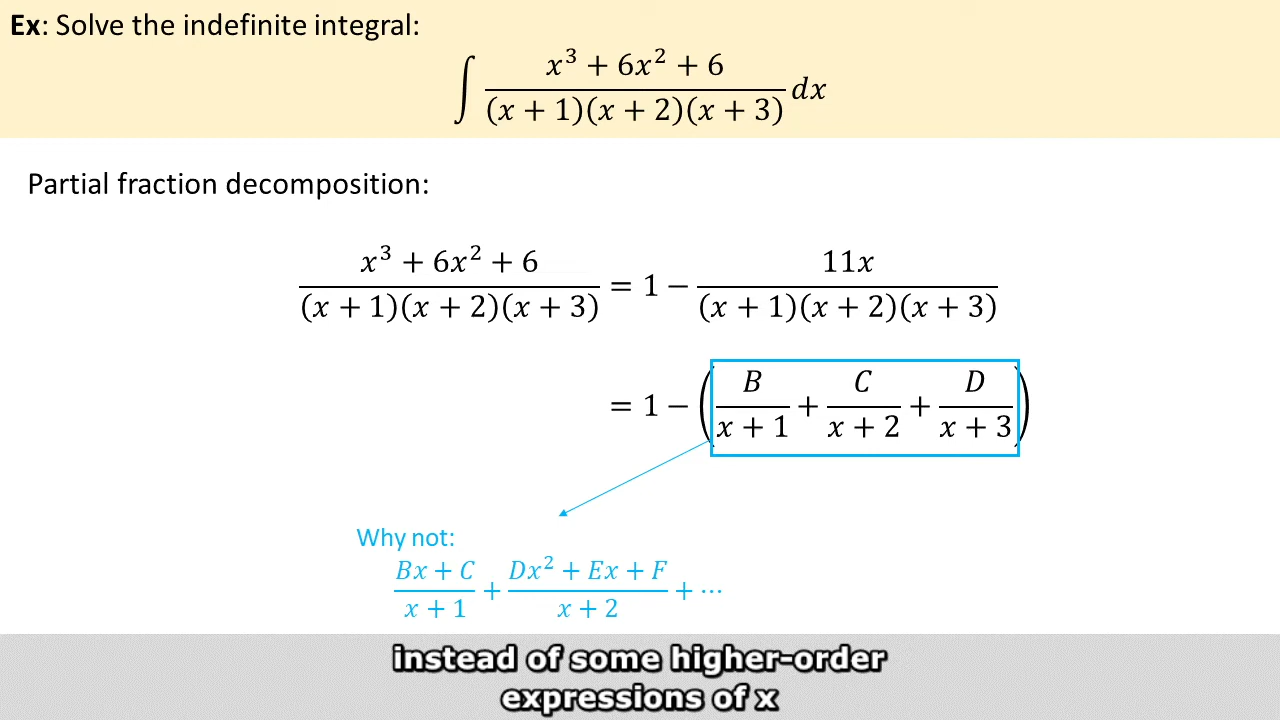 Ex: Solve the indefinite integral:
∫ (x³ + 6x² + 6)/((x + 1)(x + 2)(x + 3)) dx
Partial fraction decomposition:
(x³ + 6x² + 6)/((x + 1)(x + 2)(x + 3)) = 1 − 11x/((x + 1)(x + 2)(x + 3))
= 1 − (B/(x + 1) + C/(x + 2) + D/(x + 3))
Why not:
(Bx + C)/(x + 1) + (Dx² + Ex + F)/(x + 2) + ⋯
instead of some higher-order
expressions of x